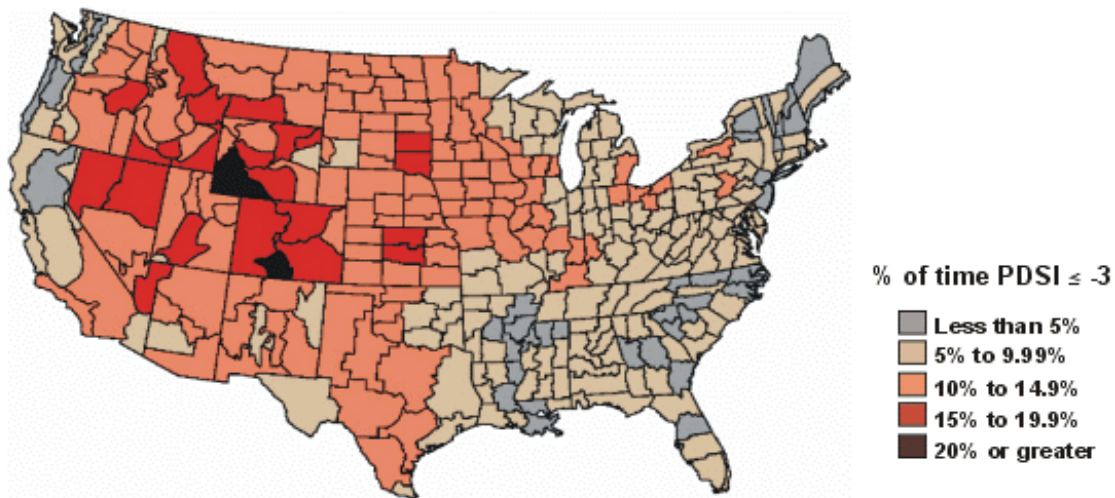 % of time PDSI ≤ -3
Less than 5%
5% to 9.99%
10% to 14.9%
15% to 19.9%
20% or greater